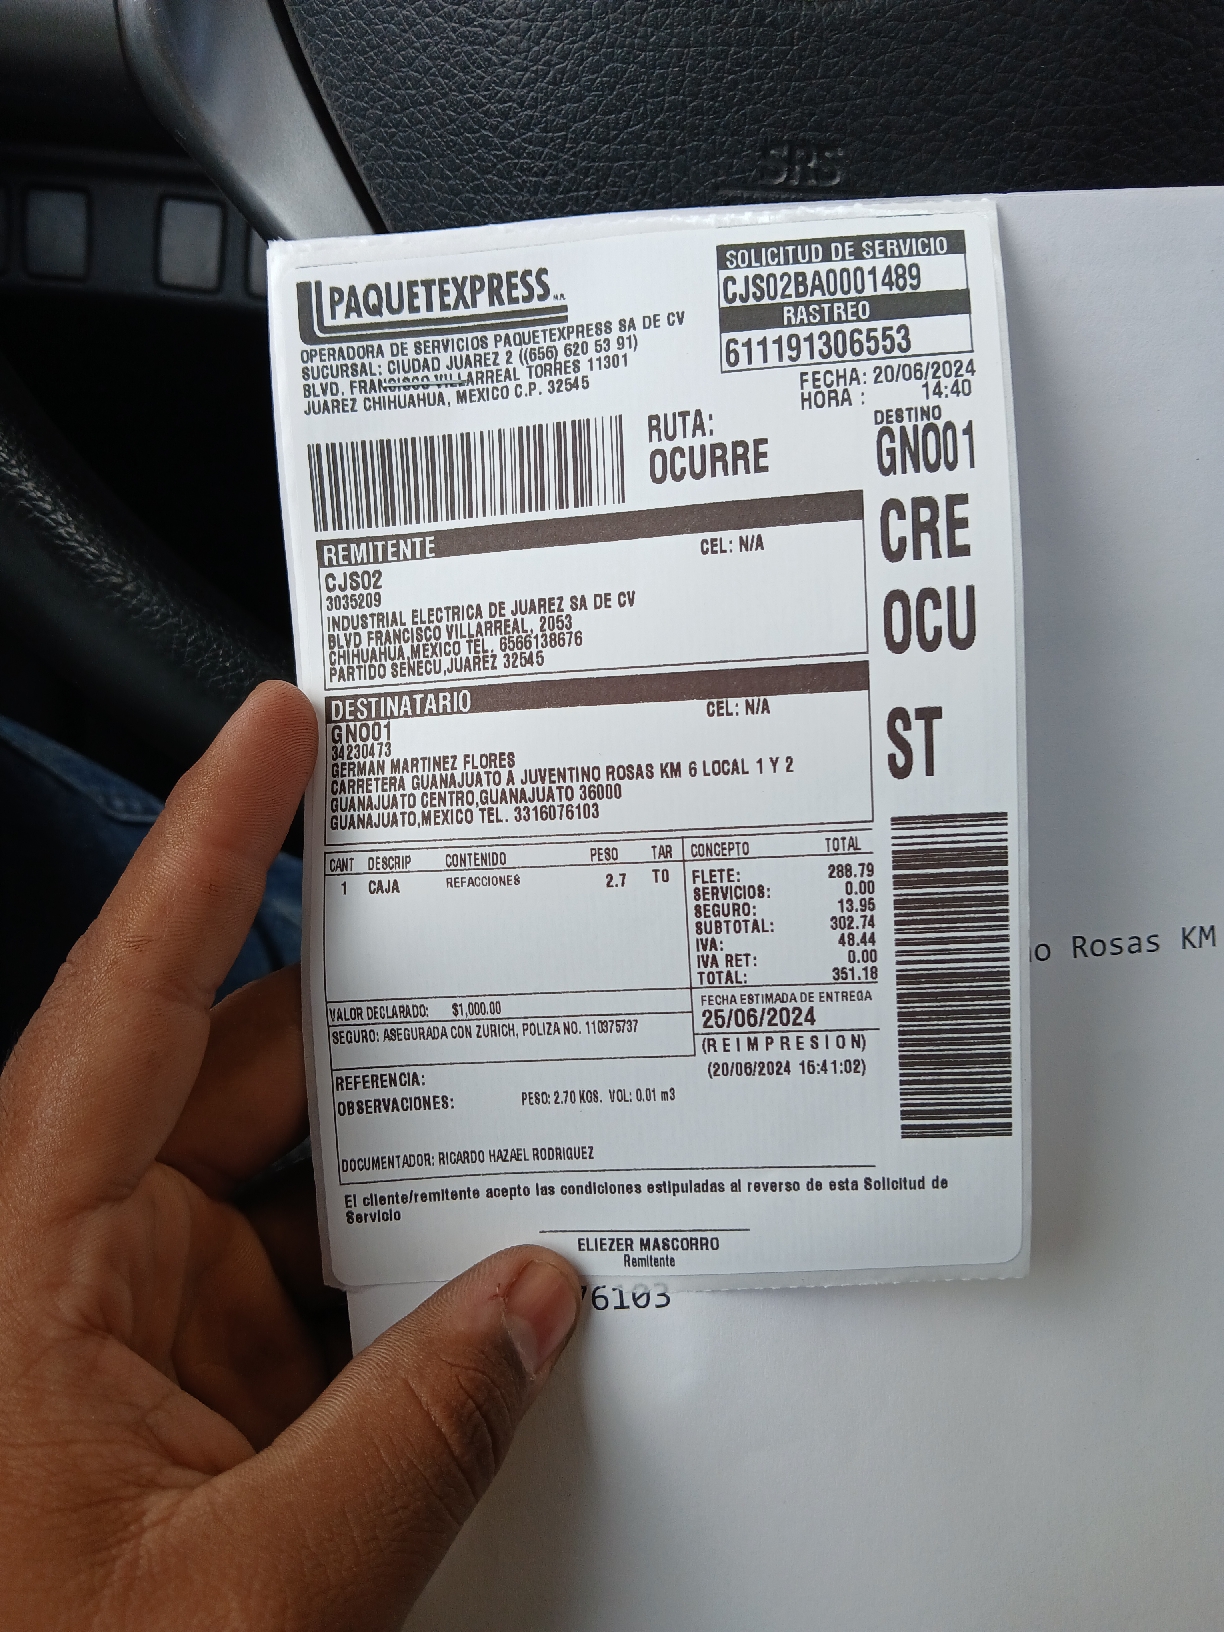 SRS
PAQUETEXPRESS
OPERADORA DE SERVICIOS PAQUETEXPRESS SA DE CV
SUCURSAL: CIUDAD JUAREZ 2 ((656) 620 53 91)
BLVD. FRANCISCO VILLARREAL TORRES 11301
JUAREZ CHIHUAHUA, MEXICO C.P. 32545
SOLICITUD DE SERVICIO
CJS02BA0001489
RASTREO
611191306553
FECHA: 20/06/2024
HORA : 14:40
RUTA:
OCURRE
DESTINO
GNO01
CRE
OCU
ST
REMITENTE
CEL: N/A
CJS02
3035209
INDUSTRIAL ELECTRICA DE JUAREZ SA DE CV
BLVD FRANCISCO VILLARREAL, 2053
CHIHUAHUA,MEXICO TEL. 6566138676
PARTIDO SENECU,JUAREZ 32545
DESTINATARIO
CEL: N/A
GNO01
34230473
GERMAN MARTINEZ FLORES
CARRETERA GUANAJUATO A JUVENTINO ROSAS KM 6 LOCAL 1 Y 2
GUANAJUATO CENTRO,GUANAJUATO 36000
GUANAJUATO,MEXICO TEL. 3316076103
CANT DESCRIP CONTENIDO PESO TAR
1 CAJA REFACCIONES 2.7 TO
CONCEPTO TOTAL
FLETE: 288.79
SERVICIOS: 0.00
SEGURO: 13.95
SUBTOTAL: 302.74
IVA: 48.44
IVA RET: 0.00
TOTAL: 351.18
VALOR DECLARADO: $1,000.00
SEGURO: ASEGURADA CON ZURICH, POLIZA NO. 110375737
FECHA ESTIMADA DE ENTREGA
25/06/2024
(REIMPRESION)
(20/06/2024 16:41:02)
REFERENCIA:
OBSERVACIONES: PESO: 2.70 KGS. VOL: 0.01 m3
DOCUMENTADOR: RICARDO HAZAEL RODRIGUEZ
El cliente/remitente acepto las condiciones estipuladas al reverso de esta Solicitud de
Servicio
ELIEZER MASCORRO
Remitente
o Rosas KM
76103